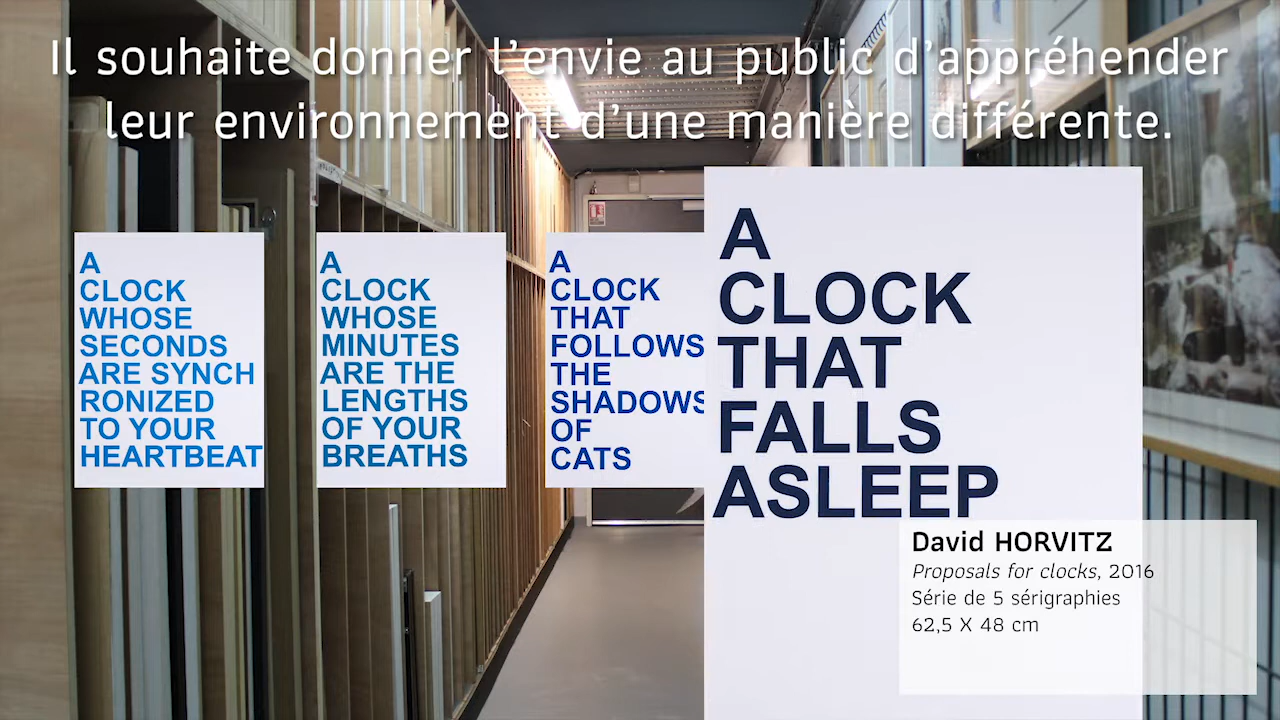 Il souhaite donner l'envie au public d'appréhender
leur environnement d'une manière différente.
A
CLOCK
WHOSE
SECONDS
ARE SYNCH
RONIZED
TO YOUR
HEARTBEAT
A
CLOCK
WHOSE
MINUTES
ARE THE
LENGTHS
OF YOUR
BREATHS
A
CLOCK
THAT
FOLLOWS
THE
SHADOWS
OF
CATS
A
CLOCK
THAT
FALLS
ASLEEP
David HORVITZ
Proposals for clocks, 2016
Série de 5 sérigraphies
62,5 X 48 cm